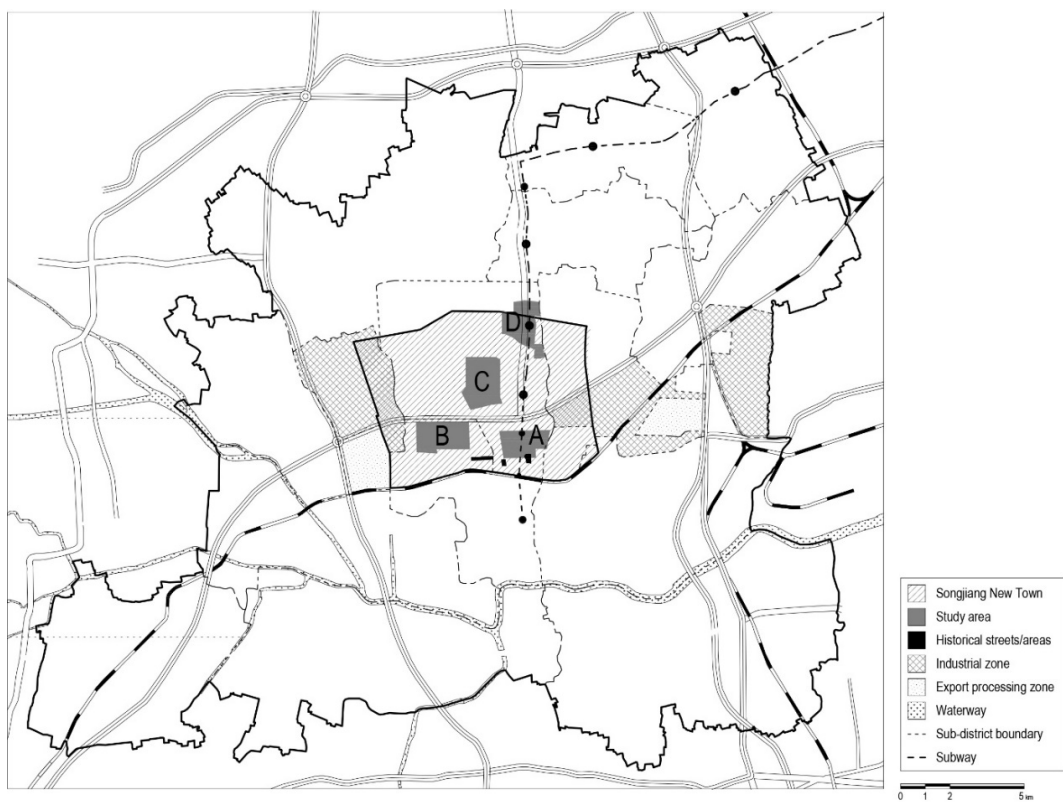 D
C
B
A
Songjiang New Town
Study area
Historical streets/areas
Industrial zone
Export processing zone
Waterway
Sub-district boundary
Subway
0 1 2 5 km